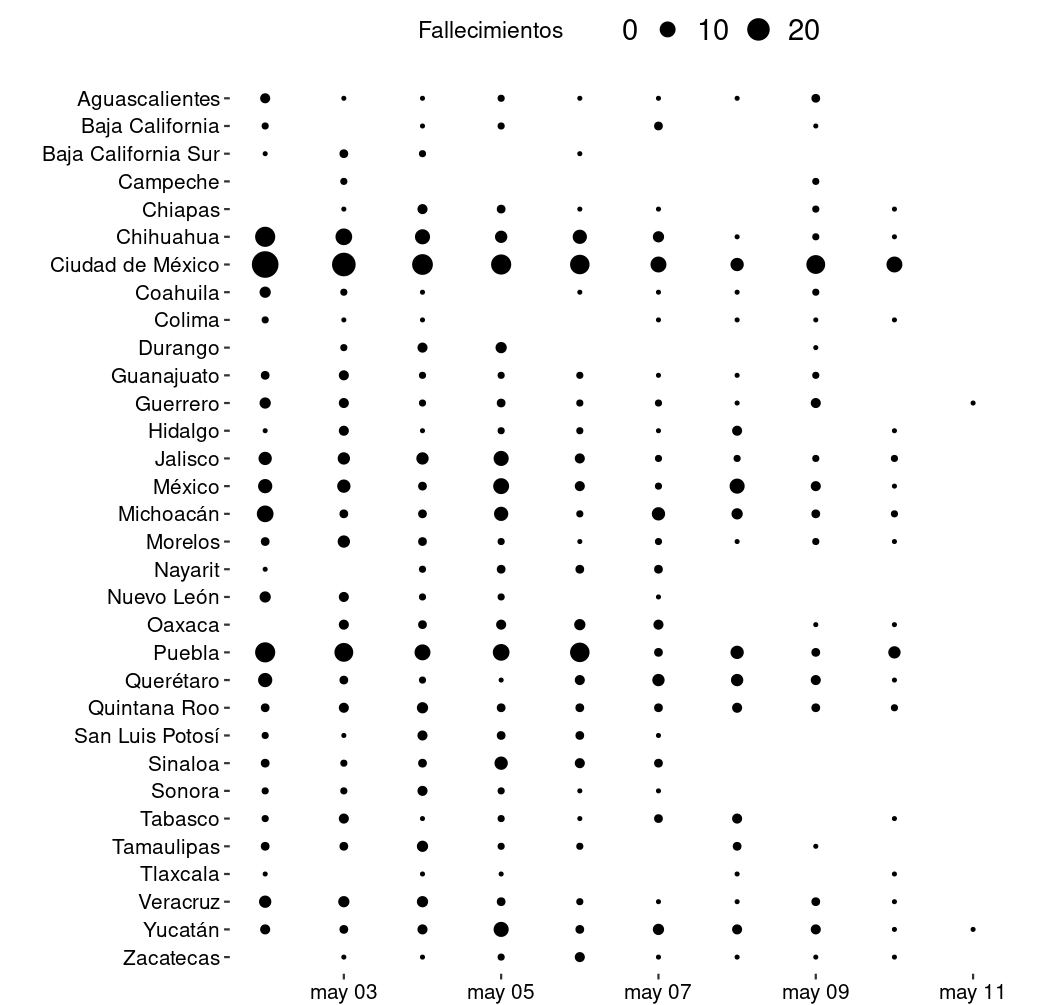 Fallecimientos 0 10 20
Aguascalientes
Baja California
Baja California Sur
Campeche
Chiapas
Chihuahua
Ciudad de México
Coahuila
Colima
Durango
Guanajuato
Guerrero
Hidalgo
Jalisco
México
Michoacán
Morelos
Nayarit
Nuevo León
Oaxaca
Puebla
Querétaro
Quintana Roo
San Luis Potosí
Sinaloa
Sonora
Tabasco
Tamaulipas
Tlaxcala
Veracruz
Yucatán
Zacatecas
may 03 may 05 may 07 may 09 may 11